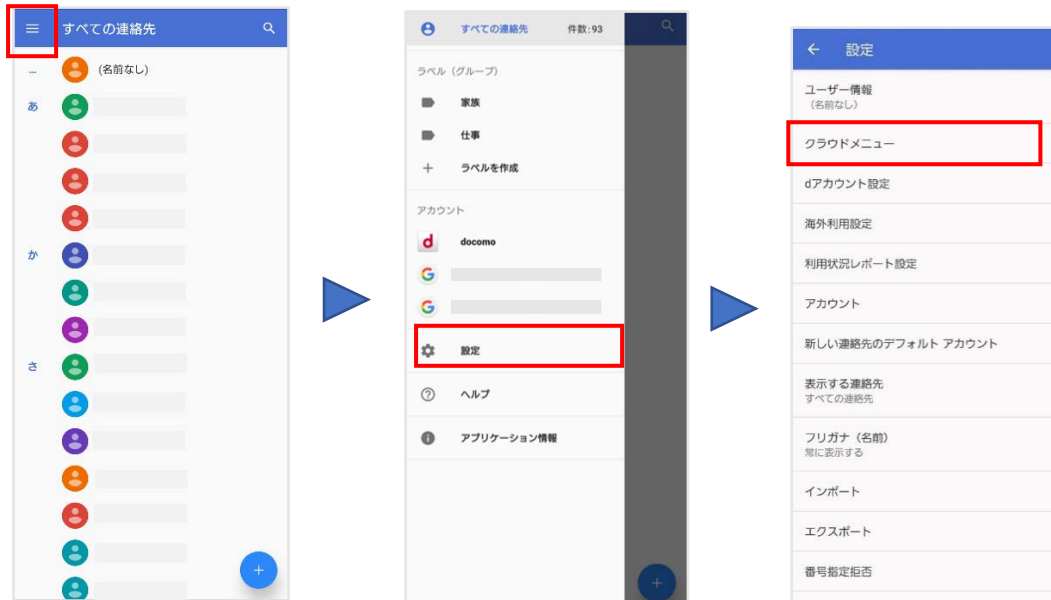 すべての連絡先
...
(名前なし)
あ
か
さ
すべての連絡先 件数:93
ラベル (グループ)
家族
仕事
ラベルを作成
アカウント
d docomo
G
G
設定
ヘルプ
アプリケーション情報
設定
ユーザー情報
(名前なし)
クラウドメニュー
dアカウント設定
海外利用設定
利用状況レポート設定
アカウント
新しい連絡先のデフォルト アカウント
表示する連絡先
すべての連絡先
フリガナ (名前)
常に表示する
インポート
エクスポート
番号指定拒否